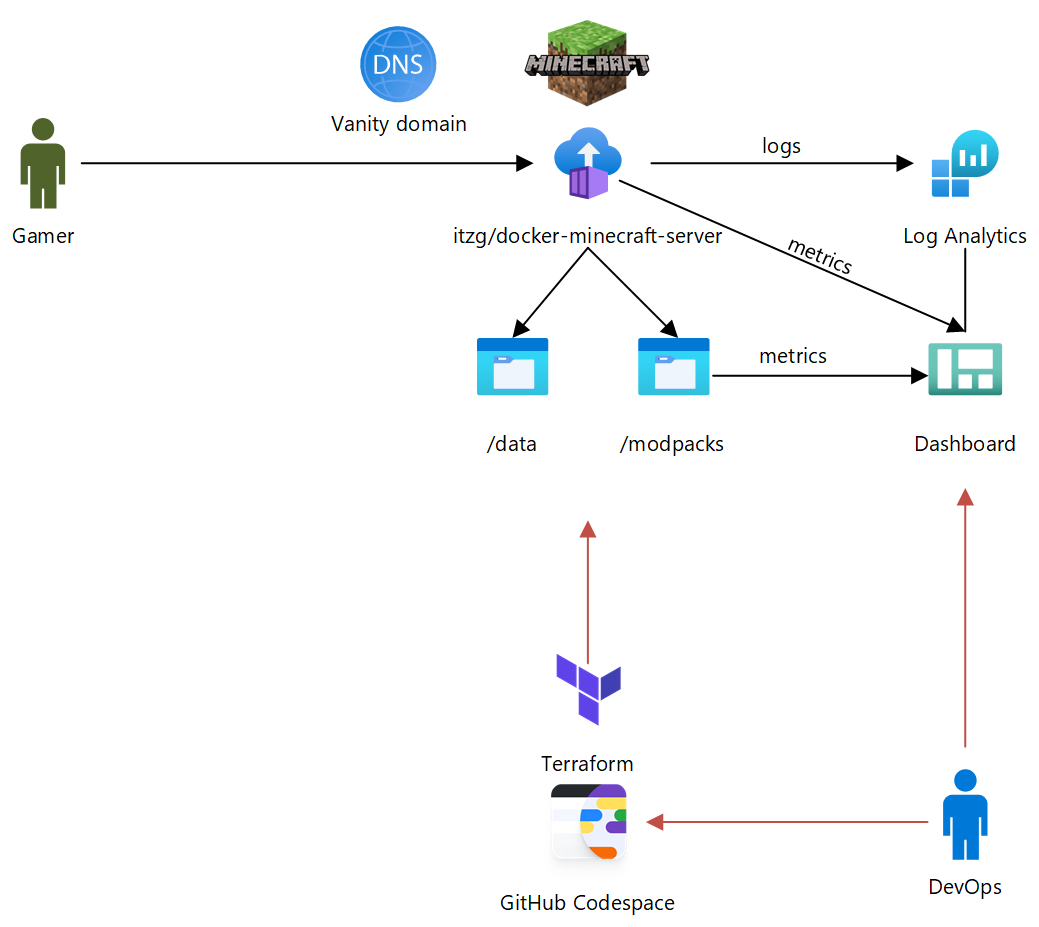 DNS
MINECRAFT
Vanity domain
logs
Gamer
itzg/docker-minecraft-server
Log Analytics
metrics
metrics
/data
/modpacks
Dashboard
Terraform
DevOps
GitHub Codespace